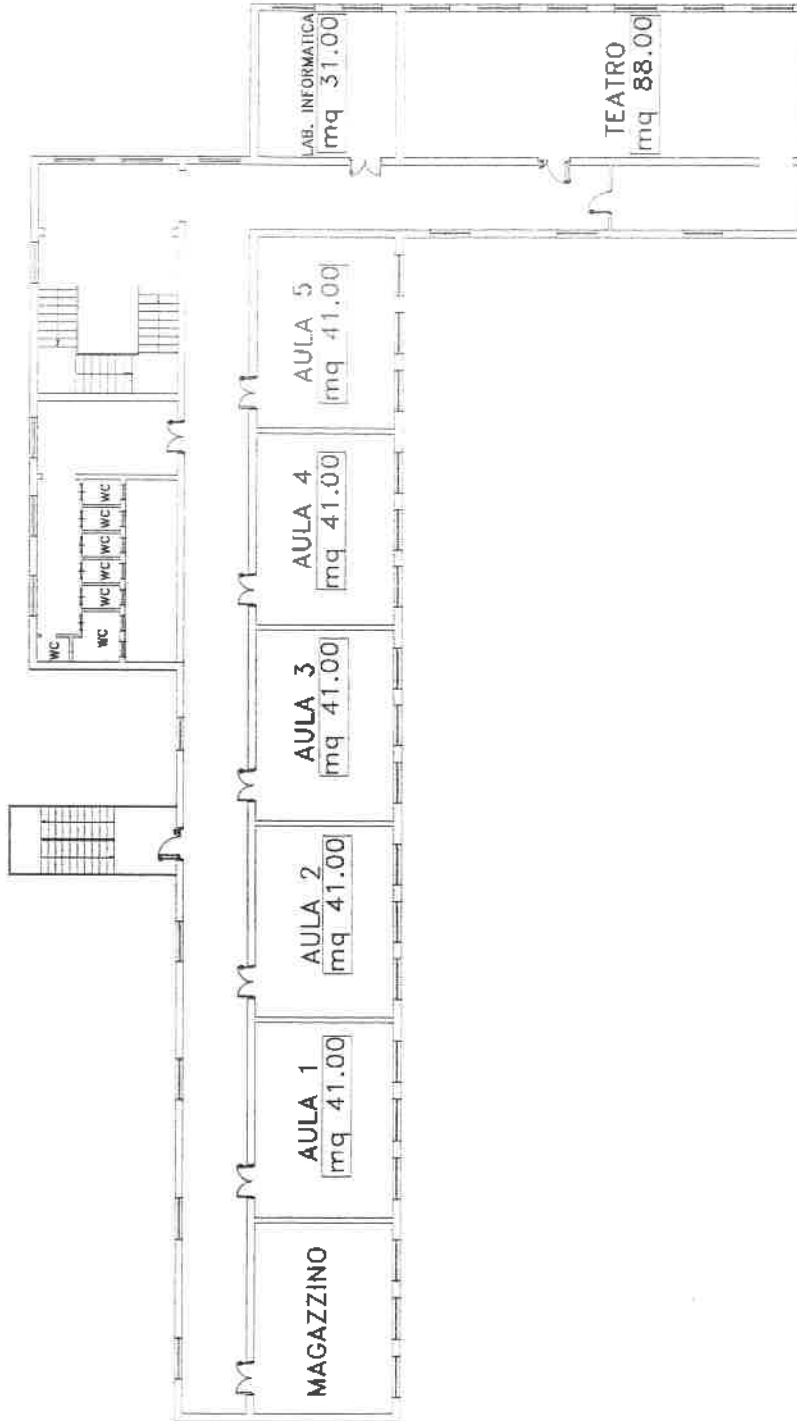 LAB. INFORMATICA
mq 31.00
TEATRO
mq 88.00
AULA 5
mq 41.00
AULA 4
mq 41.00
AULA 3
mq 41.00
AULA 2
mq 41.00
AULA 1
mq 41.00
MAGAZZINO
WC
WC
WC
WC
WC
WC
WC